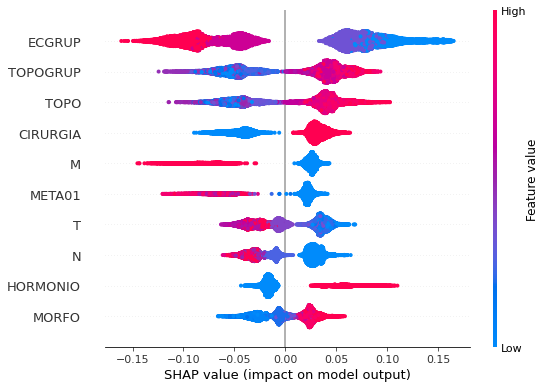 High
ECGRUP
TOPOGRUP
TOPO
CIRURGIA
M
META01
T
N
HORMONIO
MORFO
Low
Feature value
−0.15 −0.10 −0.05 0.00 0.05 0.10 0.15
SHAP value (impact on model output)